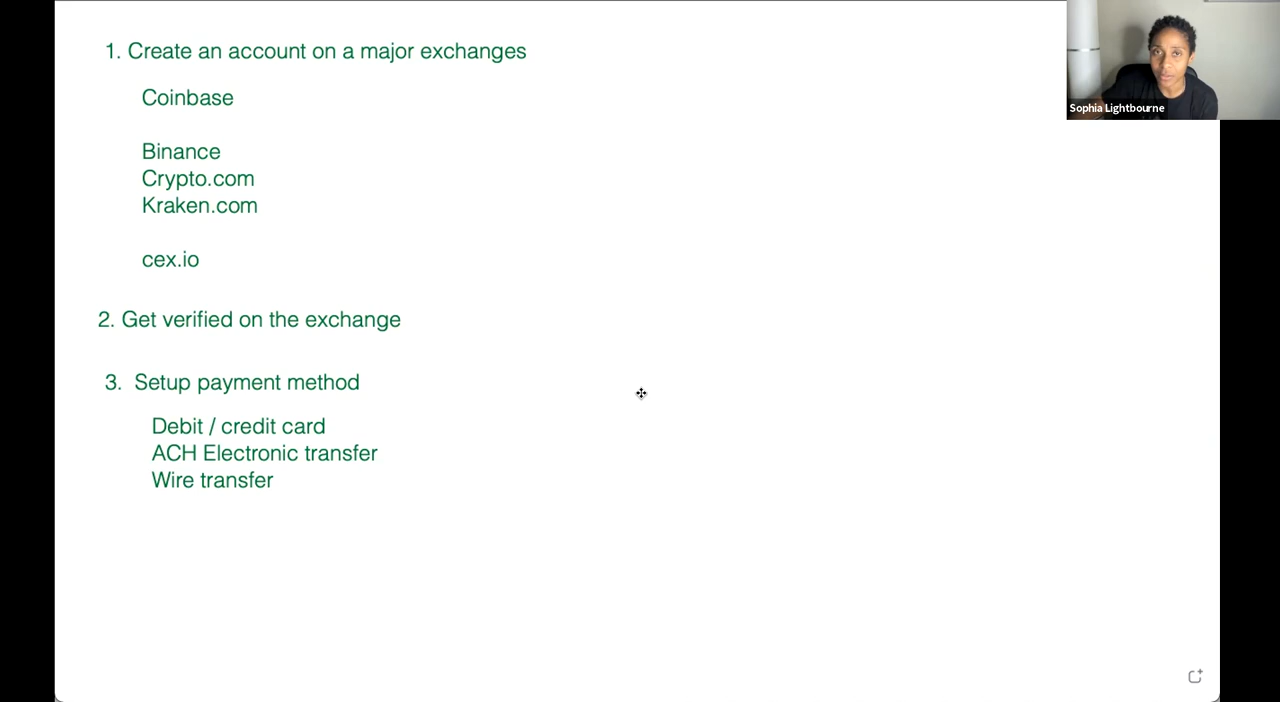 1. Create an account on a major exchanges
Coinbase
Binance
Crypto.com
Kraken.com
cex.io
2. Get verified on the exchange
3. Setup payment method
Debit / credit card
ACH Electronic transfer
Wire transfer
Sophia Lightbourne